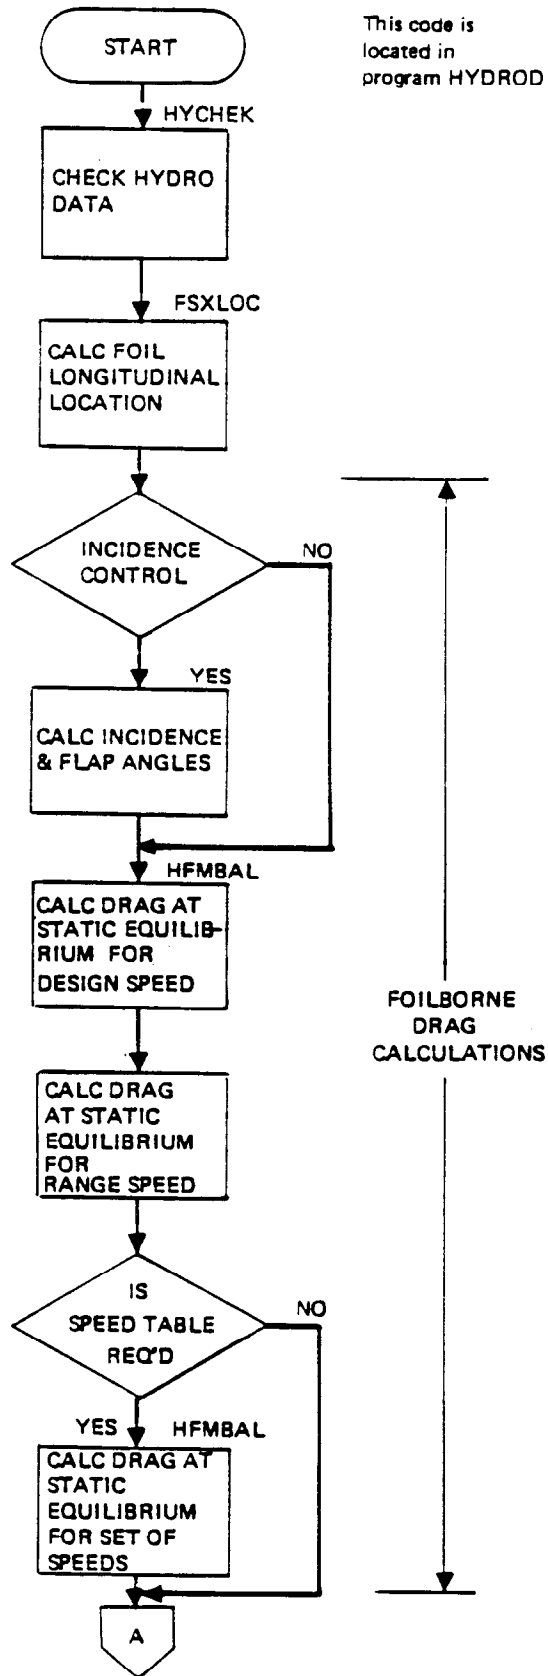 START
This code is
located in
program HYDROD
HYCHEK
CHECK HYDRO
DATA
FSXLOC
CALC FOIL
LONGITUDINAL
LOCATION
INCIDENCE
CONTROL
NO
YES
CALC INCIDENCE
& FLAP ANGLES
HFMBAL
CALC DRAG AT
STATIC EQUILIB-
RIUM FOR
DESIGN SPEED
FOILBORNE
DRAG
CALCULATIONS
CALC DRAG
AT STATIC
EQUILIBRIUM
FOR
RANGE SPEED
IS
SPEED TABLE
REQ'D
NO
YES
HFMBAL
CALC DRAG AT
STATIC
EQUILIBRIUM
FOR SET OF
SPEEDS
A